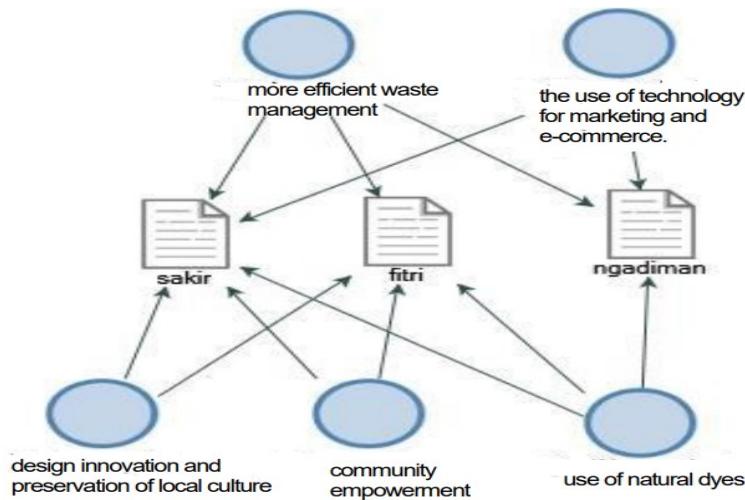 more efficient waste
management
the use of technology
for marketing and
e-commerce.
sakir
fitri
ngadiman
design innovation and
preservation of local culture
community
empowerment
use of natural dyes